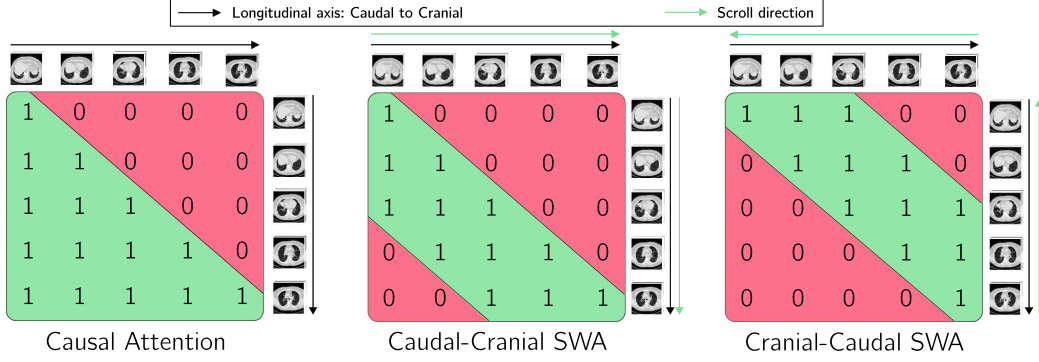 Longitudinal axis: Caudal to Cranial Scroll direction
1 0 0 0 0
1 1 0 0 0
1 1 1 0 0
1 1 1 1 0
1 1 1 1 1
Causal Attention
1 0 0 0 0
1 1 0 0 0
1 1 1 0 0
0 1 1 1 0
0 0 1 1 1
Caudal-Cranial SWA
1 1 1 0 0
0 1 1 1 0
0 0 1 1 1
0 0 0 1 1
0 0 0 0 1
Cranial-Caudal SWA